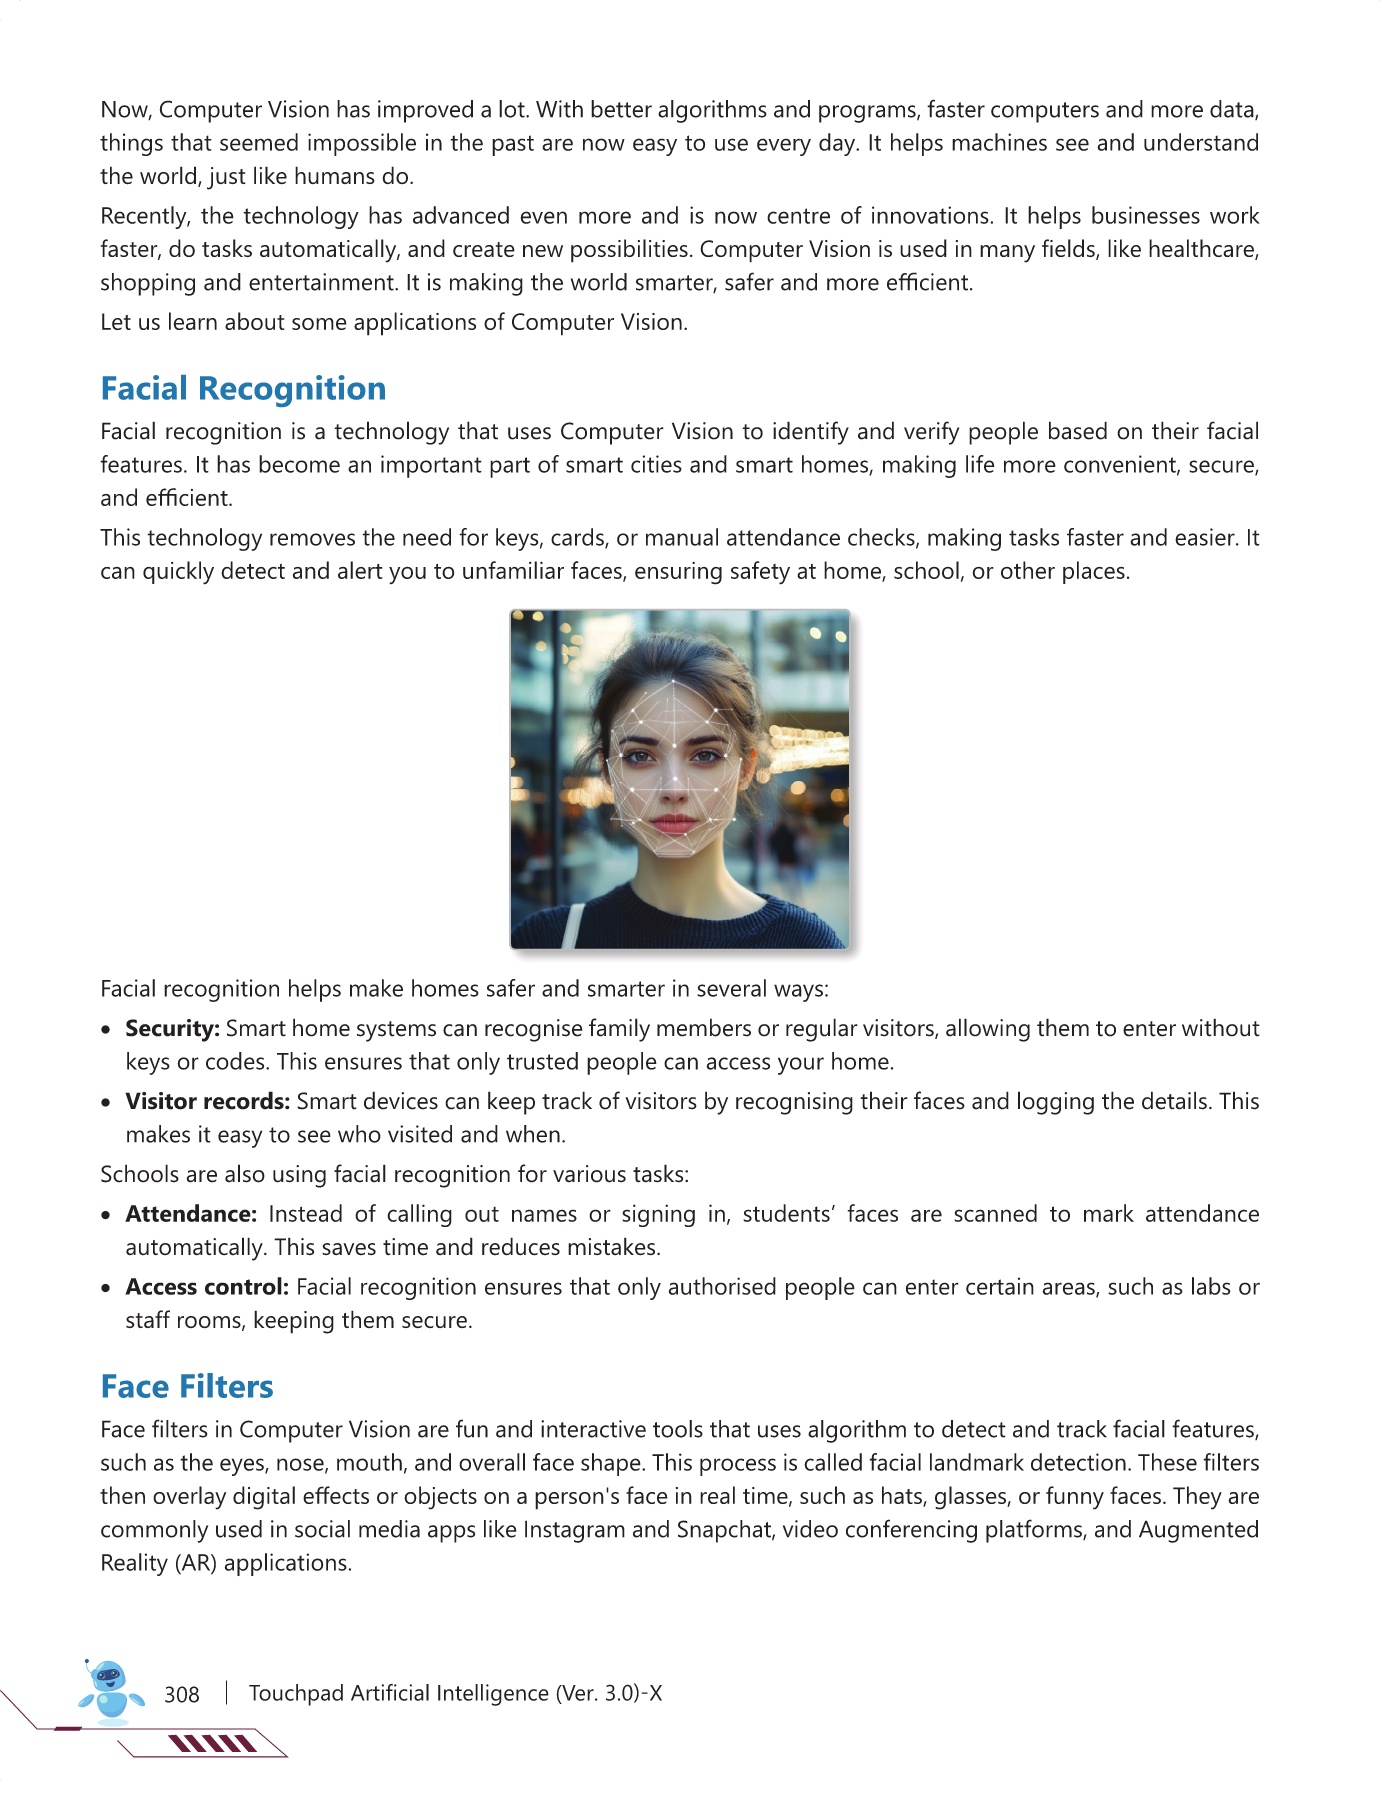 Now, Computer Vision has improved a lot. With better algorithms and programs, faster computers and more data,
things that seemed impossible in the past are now easy to use every day. It helps machines see and understand
the world, just like humans do.
Recently, the technology has advanced even more and is now centre of innovations. It helps businesses work
faster, do tasks automatically, and create new possibilities. Computer Vision is used in many fields, like healthcare,
shopping and entertainment. It is making the world smarter, safer and more efficient.
Let us learn about some applications of Computer Vision.
Facial Recognition
Facial recognition is a technology that uses Computer Vision to identify and verify people based on their facial
features. It has become an important part of smart cities and smart homes, making life more convenient, secure,
and efficient.
This technology removes the need for keys, cards, or manual attendance checks, making tasks faster and easier. It
can quickly detect and alert you to unfamiliar faces, ensuring safety at home, school, or other places.
Facial recognition helps make homes safer and smarter in several ways:
• Security: Smart home systems can recognise family members or regular visitors, allowing them to enter without
keys or codes. This ensures that only trusted people can access your home.
• Visitor records: Smart devices can keep track of visitors by recognising their faces and logging the details. This
makes it easy to see who visited and when.
Schools are also using facial recognition for various tasks:
• Attendance: Instead of calling out names or signing in, students’ faces are scanned to mark attendance
automatically. This saves time and reduces mistakes.
• Access control: Facial recognition ensures that only authorised people can enter certain areas, such as labs or
staff rooms, keeping them secure.
Face Filters
Face filters in Computer Vision are fun and interactive tools that uses algorithm to detect and track facial features,
such as the eyes, nose, mouth, and overall face shape. This process is called facial landmark detection. These filters
then overlay digital effects or objects on a person's face in real time, such as hats, glasses, or funny faces. They are
commonly used in social media apps like Instagram and Snapchat, video conferencing platforms, and Augmented
Reality (AR) applications.
308 | Touchpad Artificial Intelligence (Ver. 3.0)-X